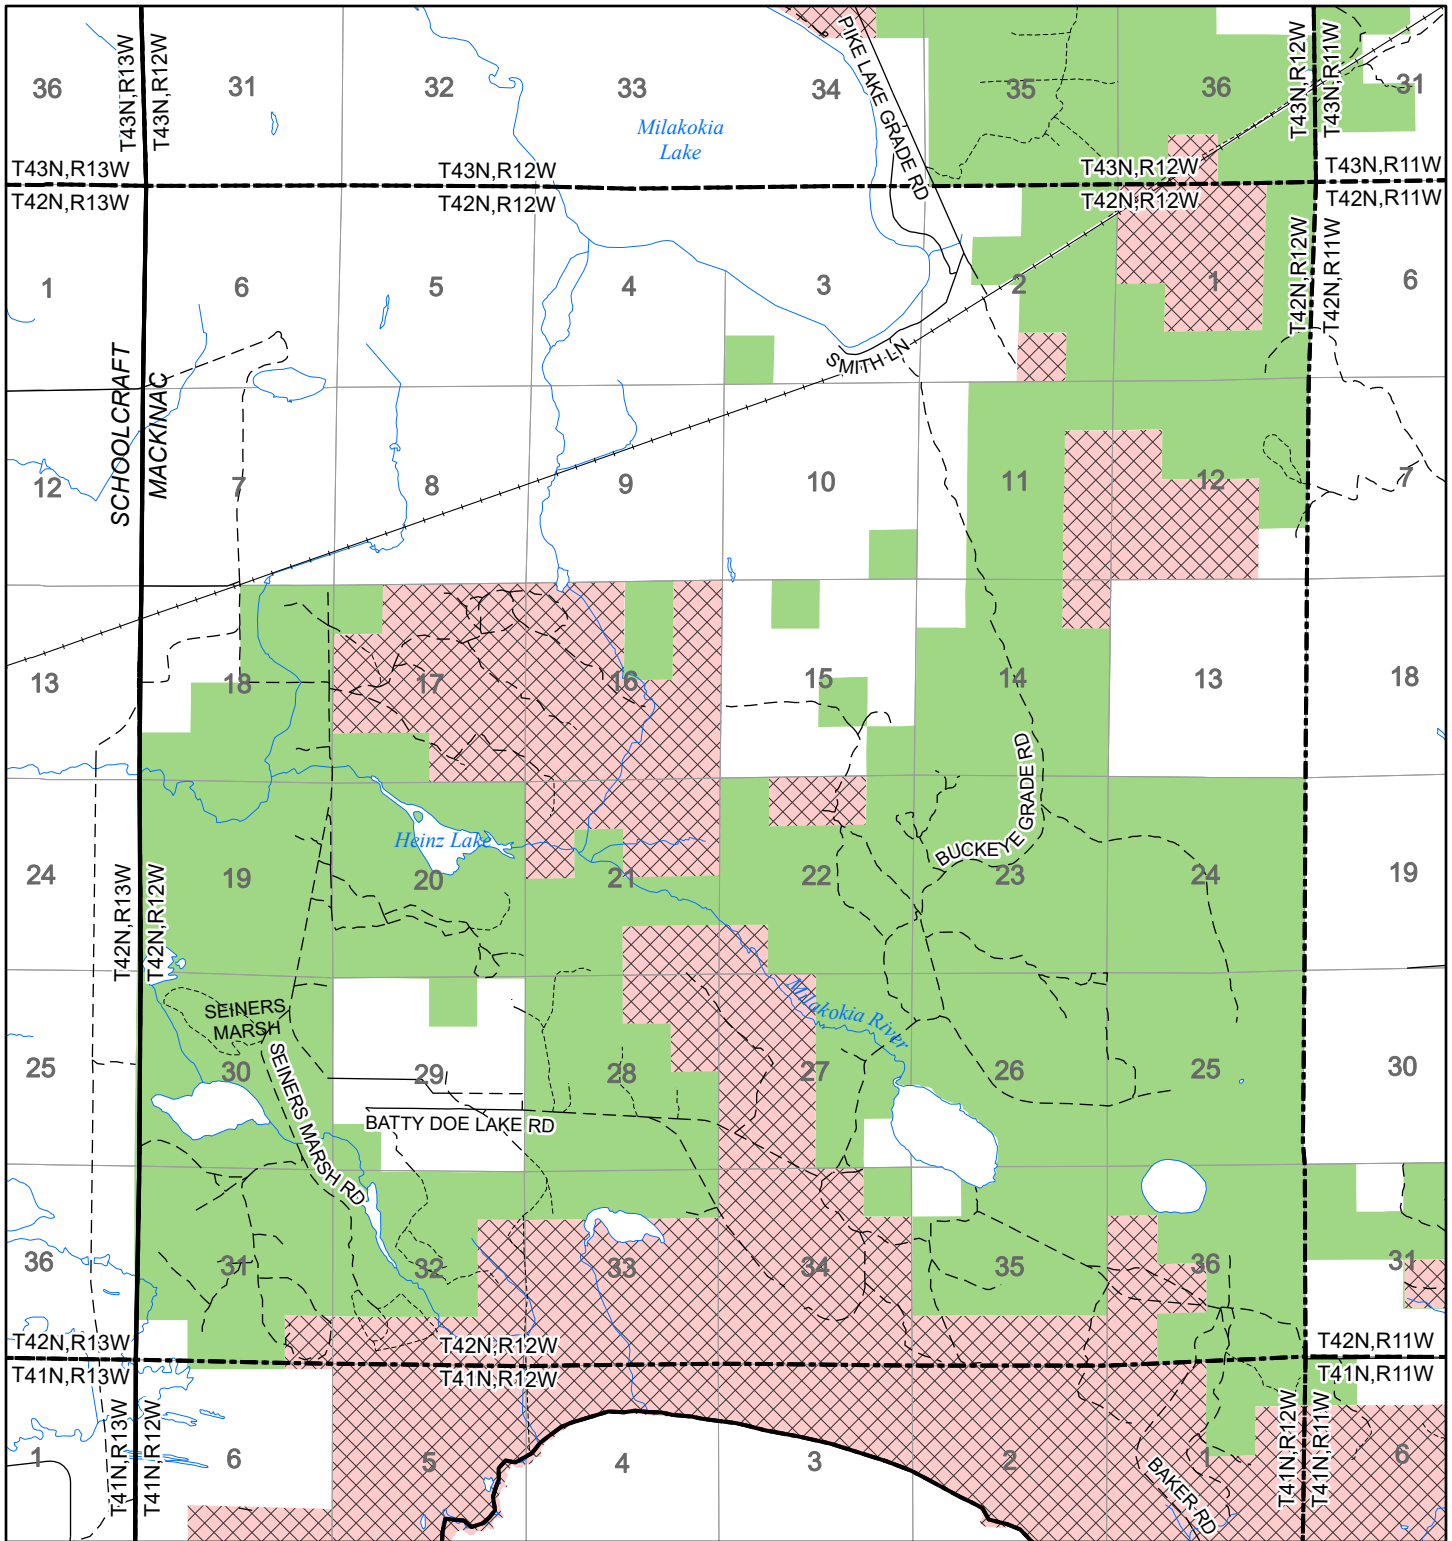 36
31
32
33
34
35
36
31
T43N,R13W
T43N,R12W
T43N,R12W
T43N,R11W
PIKE LAKE GRADE RD
Milakokia
Lake
T43N,R13W
T43N,R12W
T43N,R12W
T43N,R11W
T42N,R13W
T42N,R12W
T42N,R12W
T42N,R11W
1
6
5
4
3
2
1
6
T42N,R12W
T42N,R11W
SMITH LN
SCHOOLCRAFT
MACKINAC
12
7
8
9
10
11
12
7
13
18
17
16
15
14
13
18
BUCKEYE GRADE RD
Heinz Lake
24
19
20
21
22
23
24
19
T42N,R13W
T42N,R12W
SEINERS
MARSH
Milakokia River
25
30
29
28
27
26
25
30
SEINERS MARSH RD
BATTY DOE LAKE RD
36
31
32
33
34
35
36
31
T42N,R13W
T42N,R12W
T42N,R11W
T41N,R13W
T41N,R12W
T41N,R11W
T41N,R13W
T41N,R12W
T41N,R12W
T41N,R11W
1
6
5
4
3
2
1
6
BAKER RD